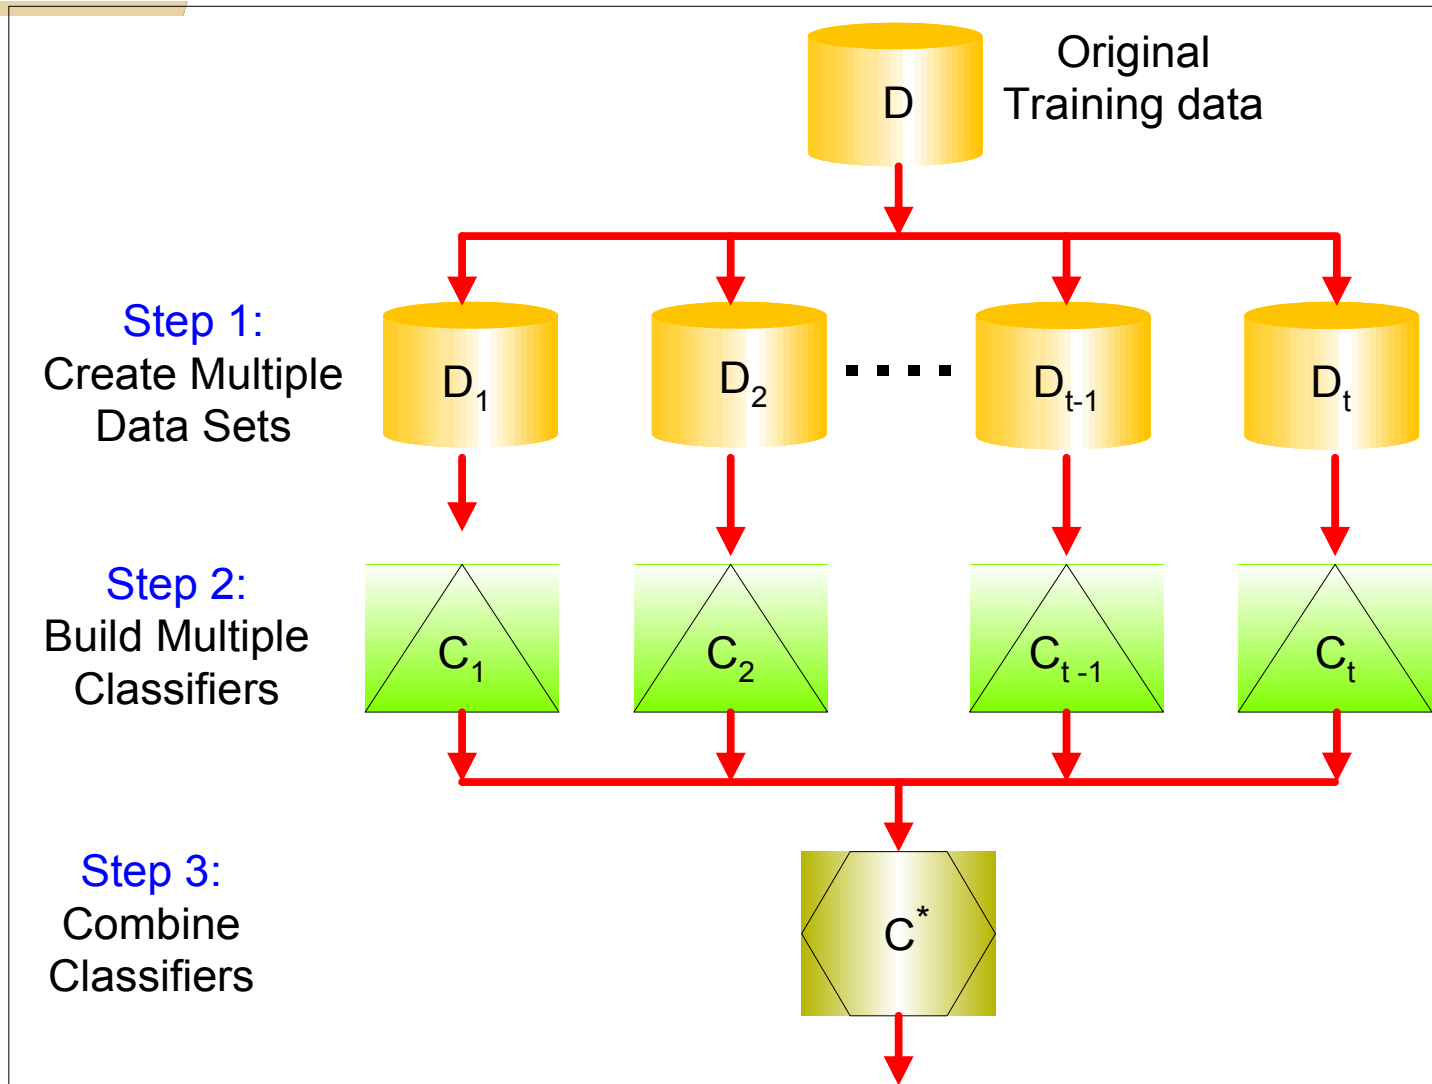 Original
Training data
D
Step 1:
Create Multiple
Data Sets
D1
D2
....
Dt-1
Dt
Step 2:
Build Multiple
Classifiers
C1
C2
Ct -1
Ct
Step 3:
Combine
Classifiers
C*